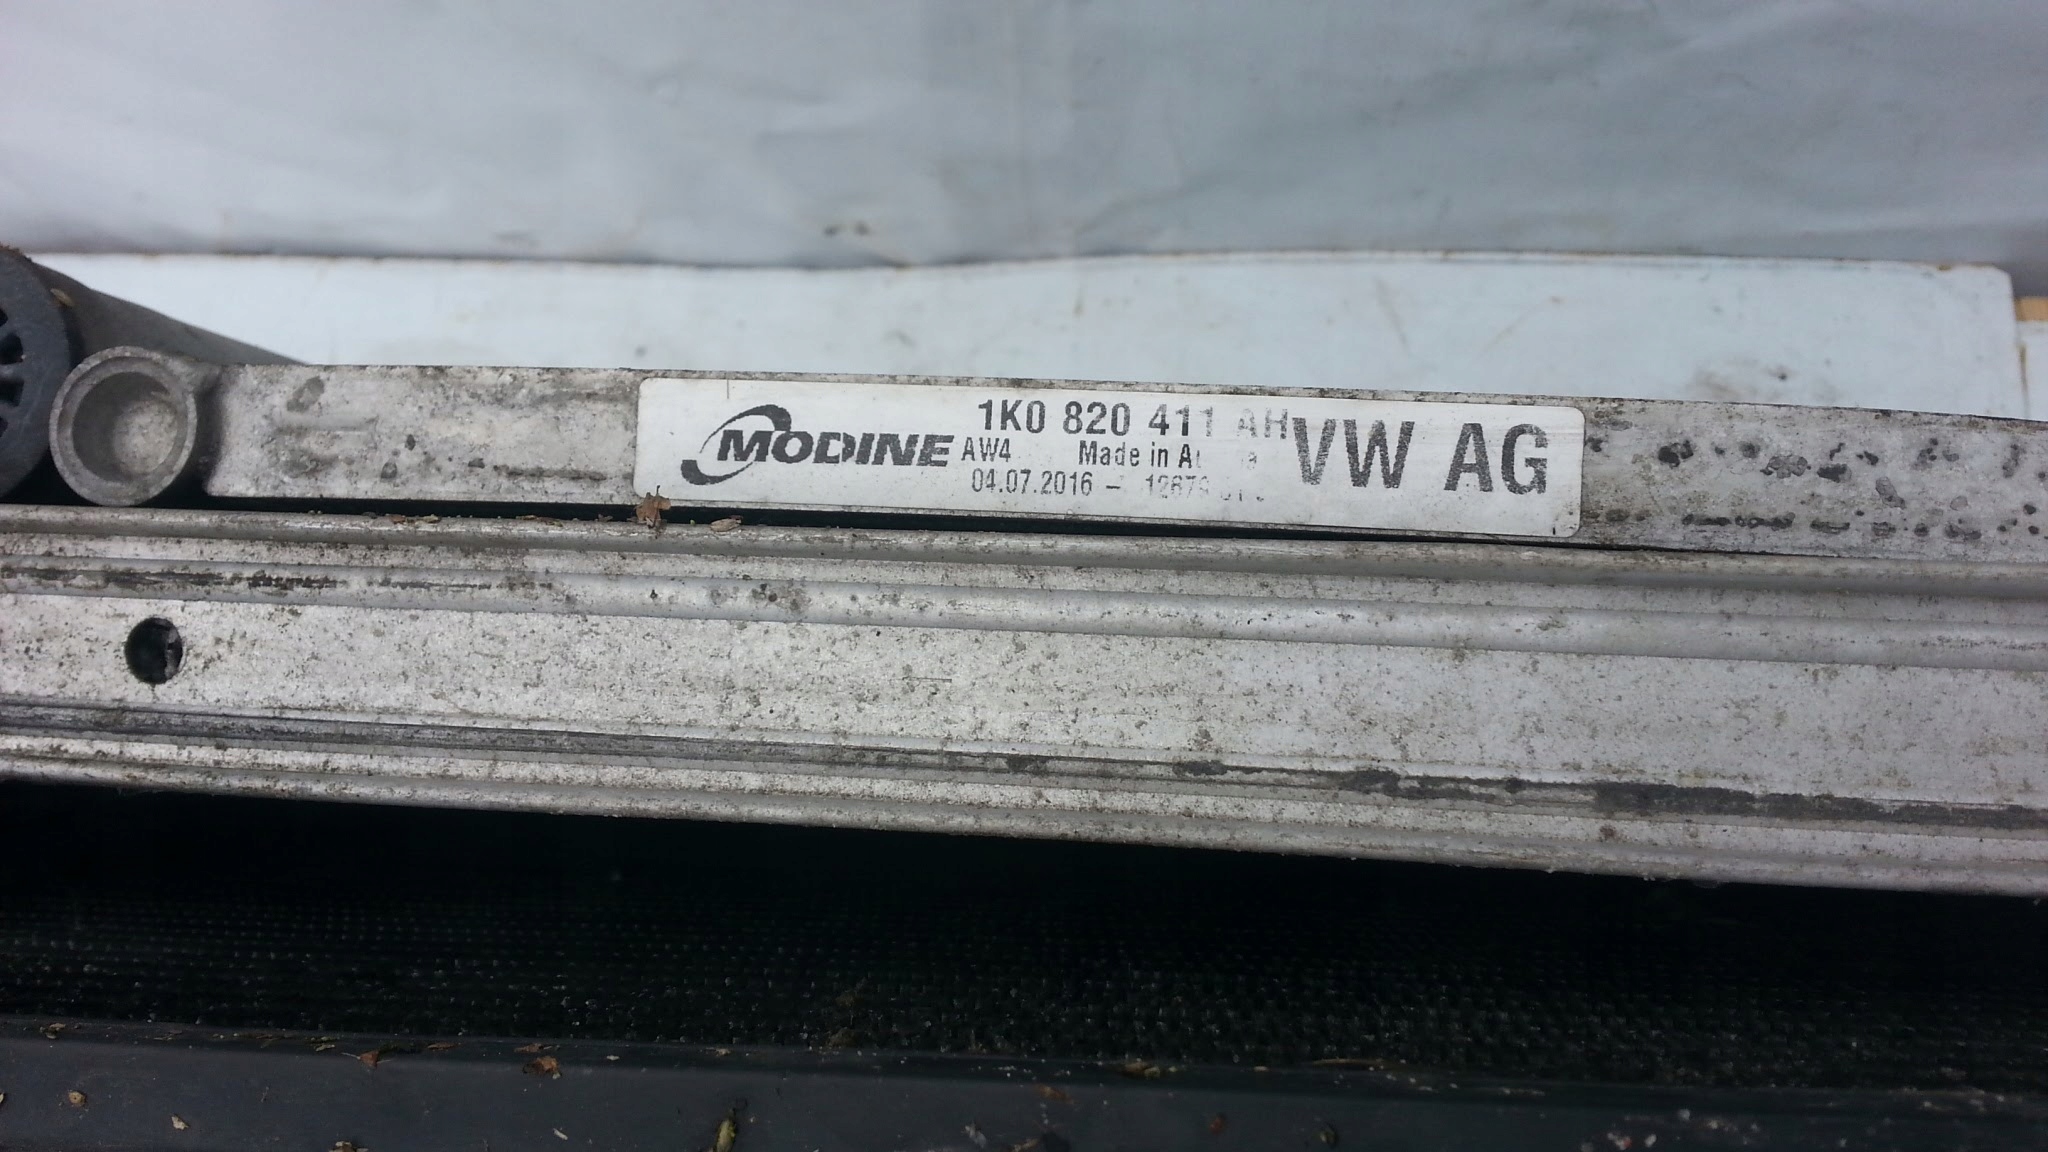 MODINE
1K0 820 411 AH
AW4 Made in
04.07.2016 -
VW AG